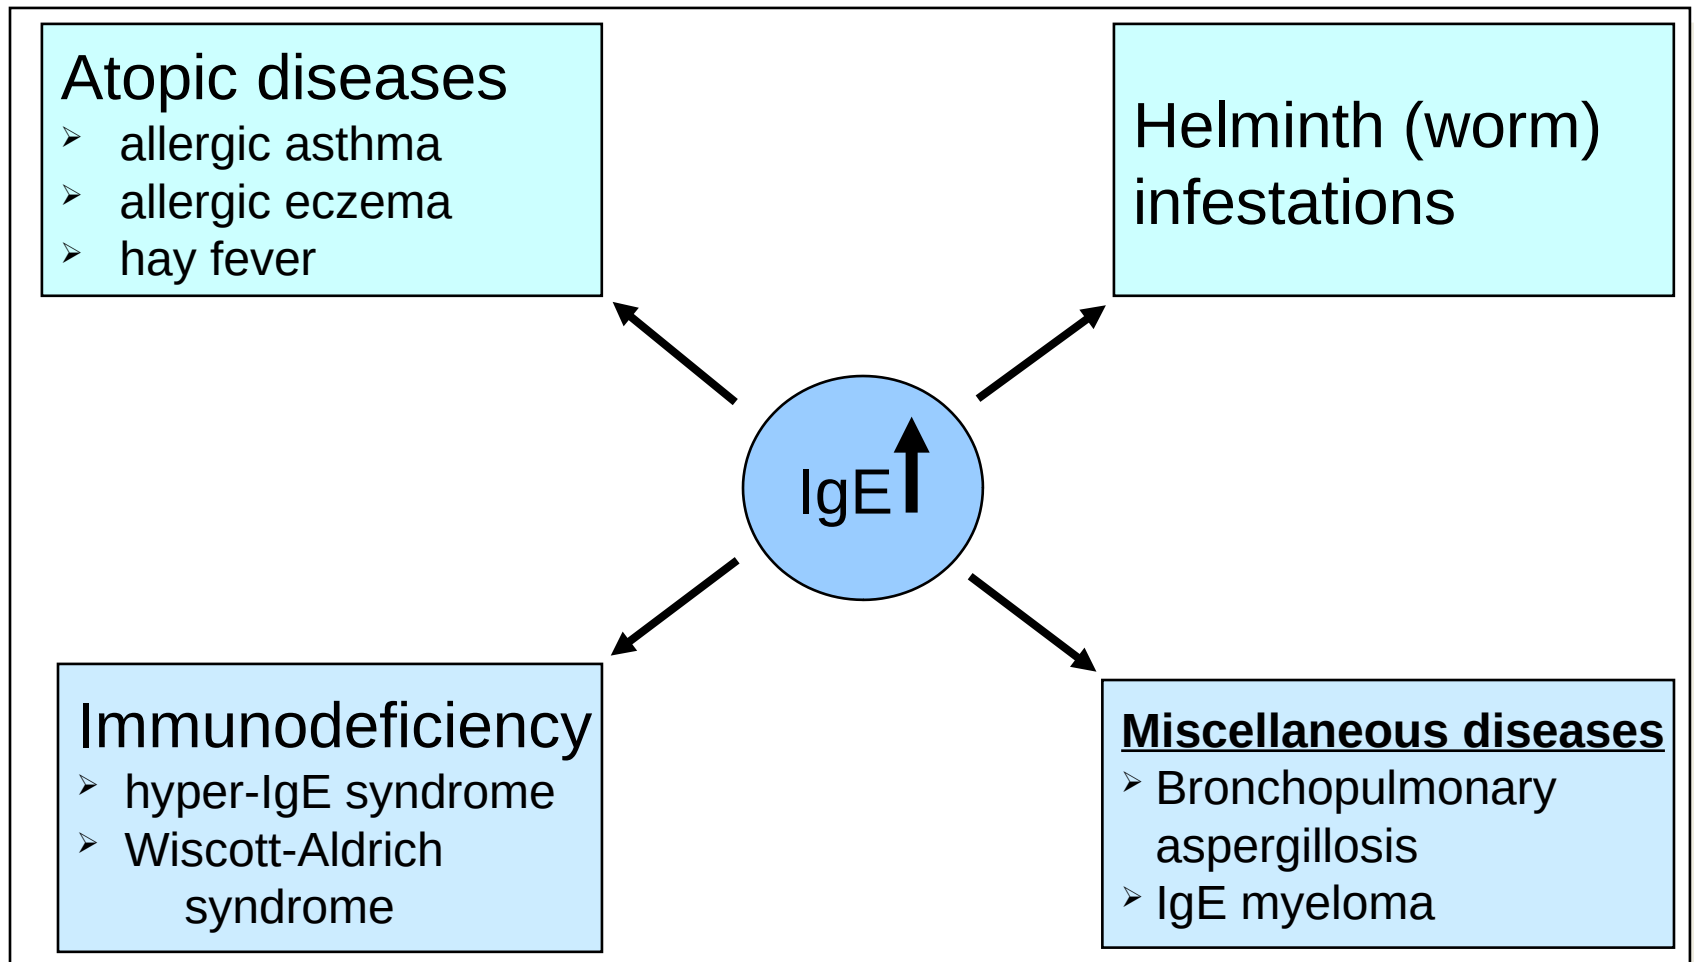 Atopic diseases
➢ allergic asthma
➢ allergic eczema
➢ hay fever
Helminth (worm)
infestations
IgE
Immunodeficiency
➢ hyper-IgE syndrome
➢ Wiscott-Aldrich
syndrome
Miscellaneous diseases
➢ Bronchopulmonary
aspergillosis
➢ IgE myeloma